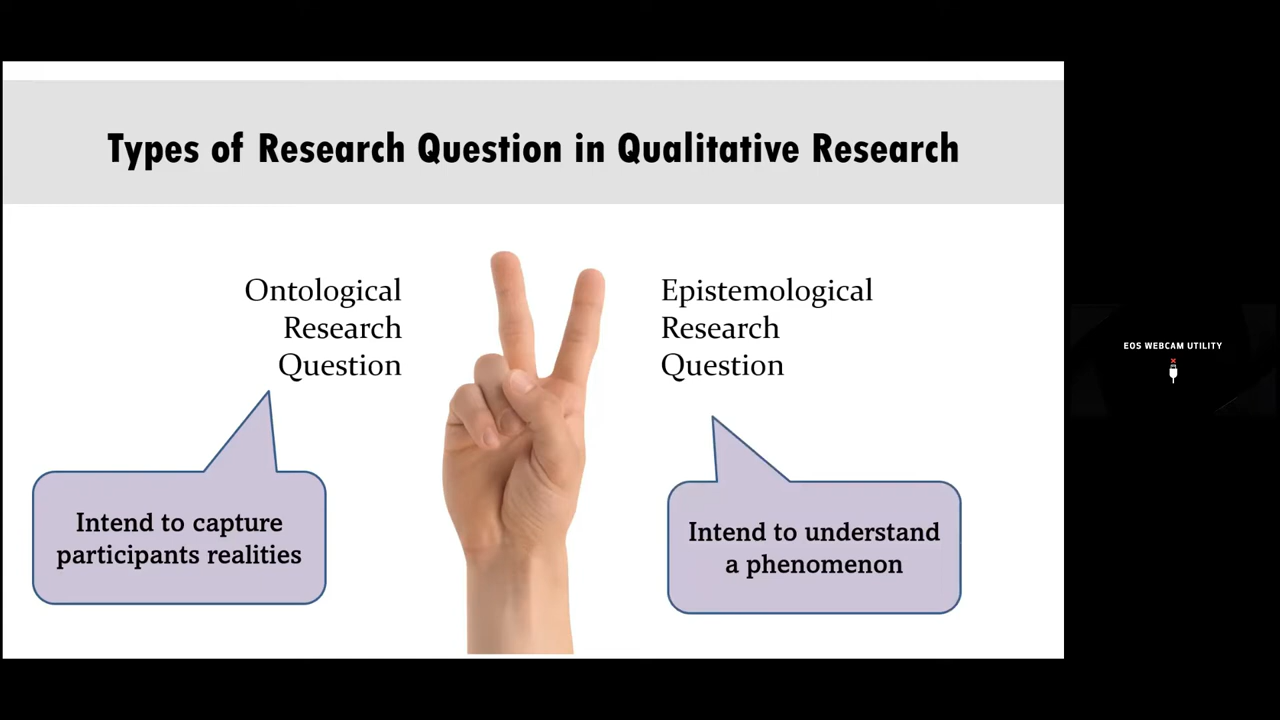 Types of Research Question in Qualitative Research
Ontological
Research
Question
Intend to capture
participants realities
Epistemological
Research
Question
Intend to understand
a phenomenon
EOS WEBCAM UTILITY